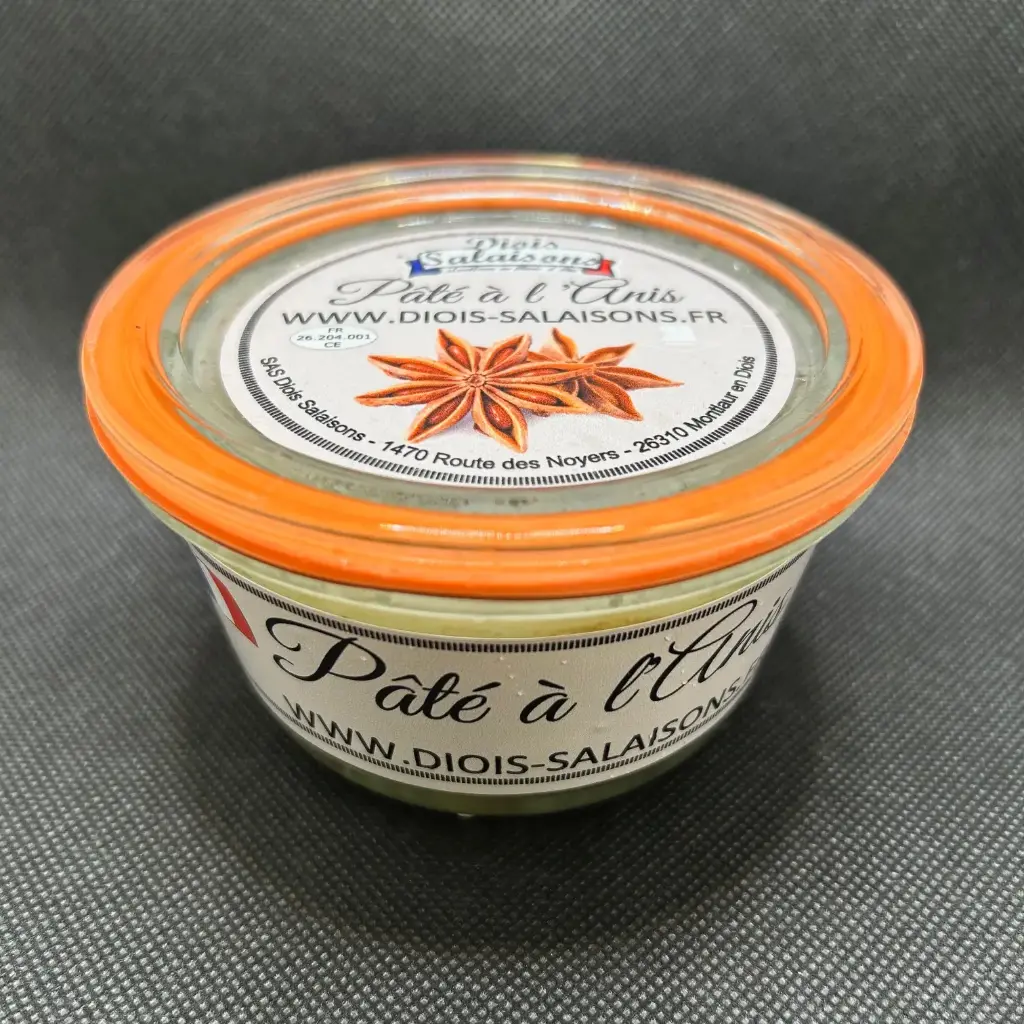 Diois
Salaisons
Pâté à l 'Anis
WWW.DIOIS-SALAISONS.FR
FR
26.204.001
CE
SAS Diois Salaisons - 1470 Route des Noyers - 26310 Montlaur en Diois
Pâté à l'Anis
WWW.DIOIS-SALAISONS.F